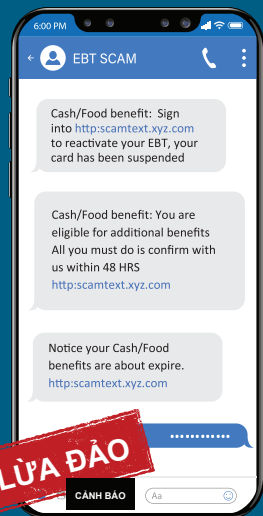 6:00 PM
EBT SCAM
Cash/Food benefit:  Sign
into http:scamtext.xyz.com
to reactivate your EBT, your
card has been suspended
Cash/Food benefit: You are
eligible for additional benefits
All you must do is confirm with
us within 48 HRS
http:scamtext.xyz.com
Notice your Cash/Food
benefits are about expire.
http:scamtext.xyz.com
LỪA ĐẢO
CẢNH BÁO
Aa